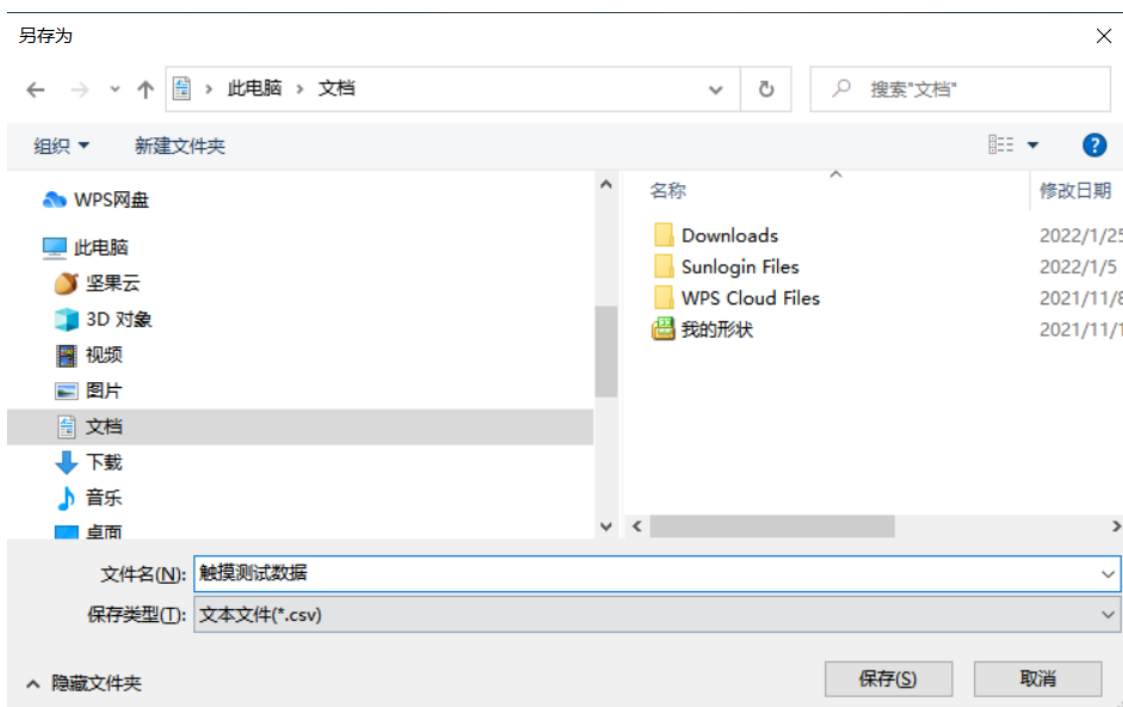 另存为
此电脑 › 文档
搜索"文档"
组织 新建文件夹
WPS网盘
此电脑
坚果云
3D 对象
视频
图片
文档
下载
音乐
桌面
名称 修改日期
Downloads 2022/1/25
Sunlogin Files 2022/1/5
WPS Cloud Files 2021/11/8
我的形状 2021/11/1
文件名(N): 触摸测试数据
保存类型(T): 文本文件(*.csv)
隐藏文件夹
保存(S) 取消